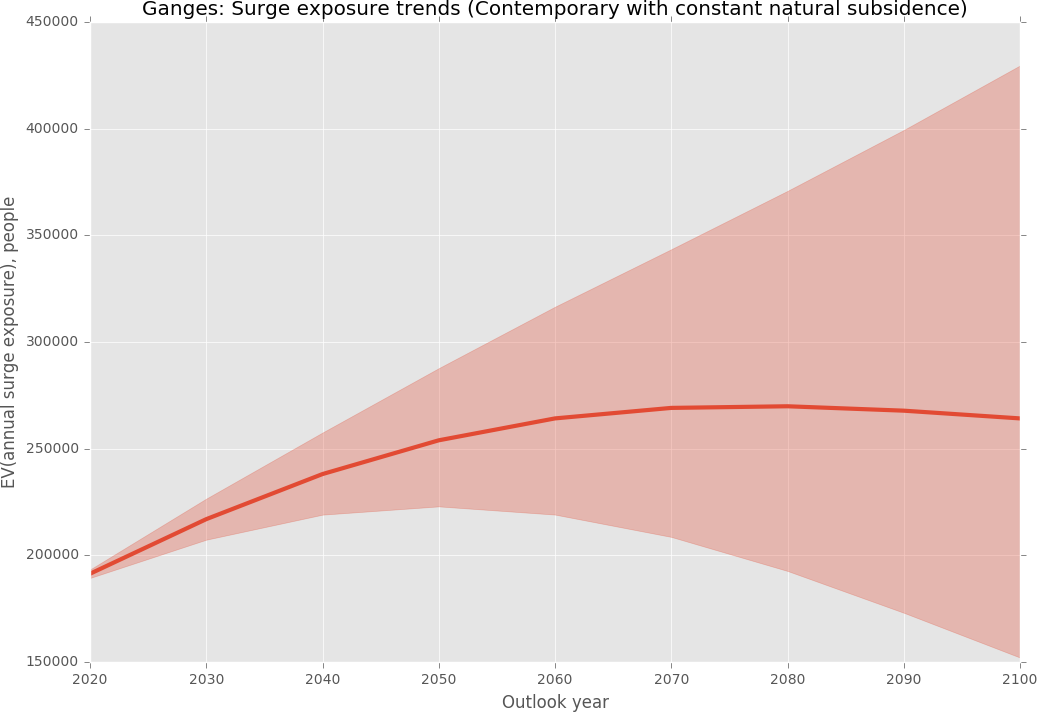 Ganges: Surge exposure trends (Contemporary with constant natural subsidence)
450000
400000
350000
300000
250000
200000
150000
EV(annual surge exposure), people
2020 2030 2040 2050 2060 2070 2080 2090 2100
Outlook year